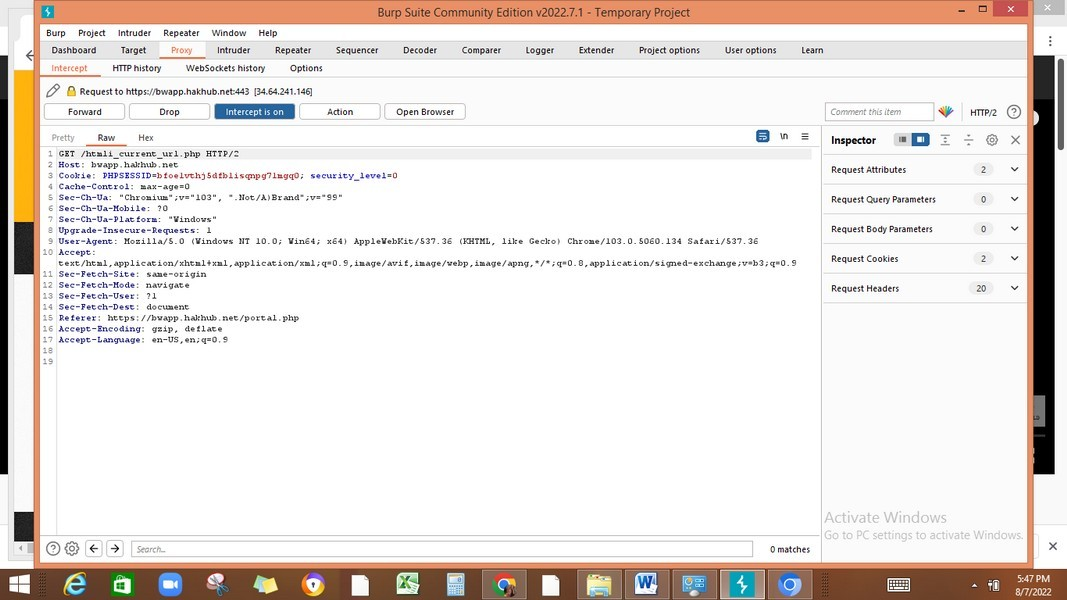 Burp Suite Community Edition v2022.7.1 - Temporary Project
Burp Project Intruder Repeater Window Help
Dashboard Target Proxy Intruder Repeater Sequencer Decoder Comparer Logger Extender Project options User options Learn
Intercept HTTP history WebSockets history Options
Request to https://bwapp.hakhub.net:443 [34.64.241.146]
Forward Drop Intercept is on Action Open Browser Comment this item HTTP/2 ?
Pretty Raw Hex \n Inspector
1 GET /htmli_current_url.php HTTP/2
2 Host: bwapp.hakhub.net
3 Cookie: PHPSESSID=bfoelvthj5dfblisqnpg7lmgq0; security_level=0
4 Cache-Control: max-age=0
5 Sec-Ch-Ua: "Chromium";v="103", ".Not/A)Brand";v="99"
6 Sec-Ch-Ua-Mobile: ?0
7 Sec-Ch-Ua-Platform: "Windows"
8 Upgrade-Insecure-Requests: 1
9 User-Agent: Mozilla/5.0 (Windows NT 10.0; Win64; x64) AppleWebKit/537.36 (KHTML, like Gecko) Chrome/103.0.5060.134 Safari/537.36
10 Accept:
text/html,application/xhtml+xml,application/xml;q=0.9,image/avif,image/webp,image/apng,*/*;q=0.8,application/signed-exchange;v=b3;q=0.9
11 Sec-Fetch-Site: same-origin
12 Sec-Fetch-Mode: navigate
13 Sec-Fetch-User: ?1
14 Sec-Fetch-Dest: document
15 Referer: https://bwapp.hakhub.net/portal.php
16 Accept-Encoding: gzip, deflate
17 Accept-Language: en-US,en;q=0.9
18
19
Request Attributes 2
Request Query Parameters 0
Request Body Parameters 0
Request Cookies 2
Request Headers 20
Activate Windows
Go to PC settings to activate Windows.
? Search... 0 matches
5:47 PM
8/7/2022